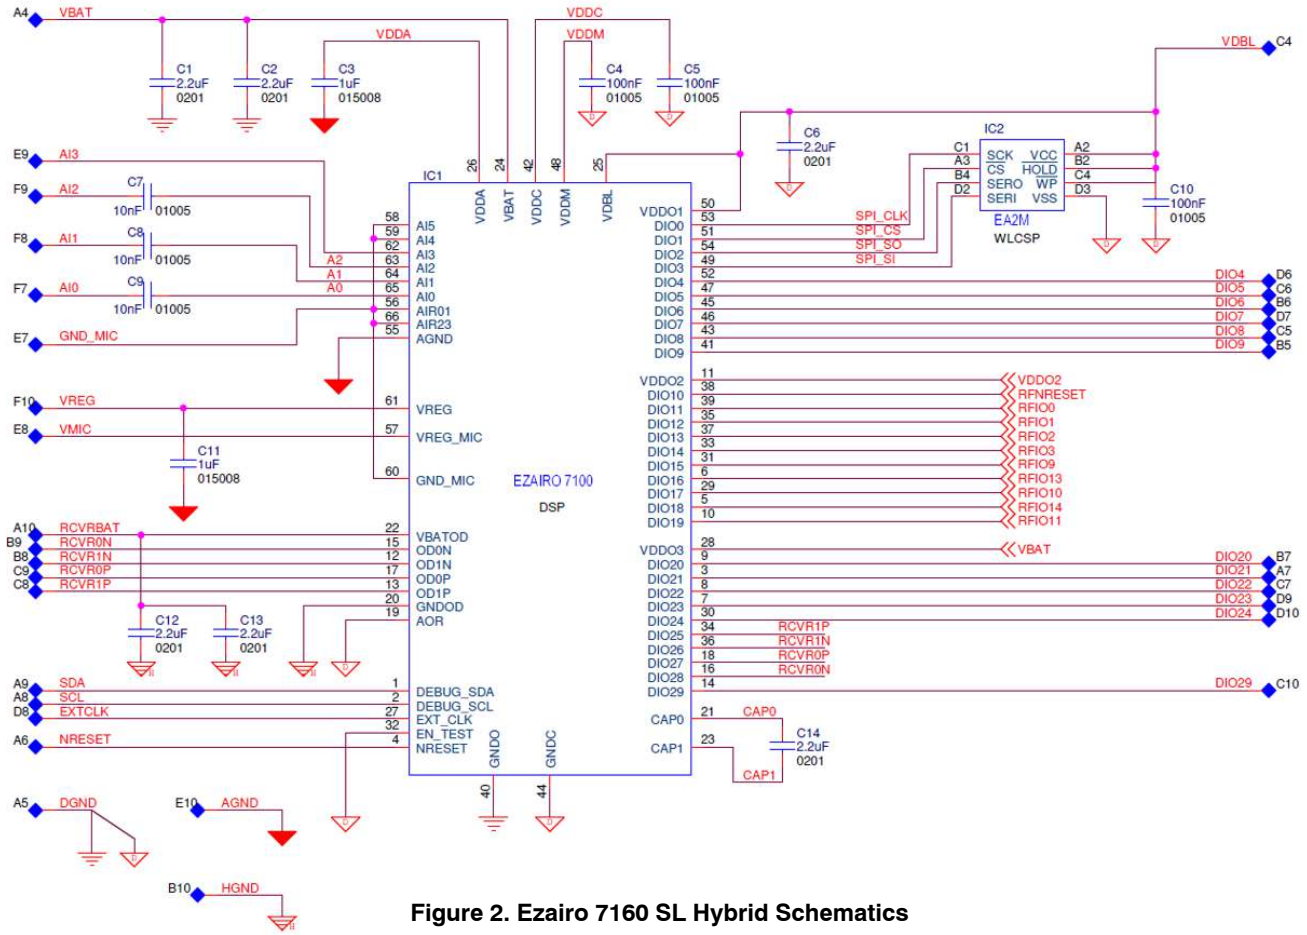 A4 VBAT
VDDC
VDDM
VDDA
VDBL C4
C1 2.2uF 0201
C2 2.2uF 0201
C3 1uF 015008
C4 100nF 01005
C5 100nF 01005
C6 2.2uF 0201
IC2
C1 SCK VCC A2
A3 CS HOLD B2
B4 SERO WP C4
D2 SERI VSS D3
EA2M
WLCSP
C10 100nF 01005
E9 AI3
F9 AI2 C7 10nF 01005
F8 AI1 C8 10nF 01005
F7 AI0 C9 10nF 01005
E7 GND_MIC
A2
A1
A0
IC1
26 VDDA
24 VBAT
42 VDDC
48 VDDM
25 VDBL
58 AI5
59 AI4
62 AI3
63 AI2
64 AI1
65 AI0
56 AIR01
66 AIR23
55 AGND
F10 VREG 61 VREG
E8 VMIC 57 VREG_MIC
C11 1uF 015008
60 GND_MIC
EZAIRO 7100
DSP
A10 RCVRBAT 22 VBATOD
B9 RCVR0N 15 OD0N
B8 RCVR1N 12 OD1N
C9 RCVR0P 17 OD0P
C8 RCVR1P 13 OD1P
20 GNDOD
19 AOR
C12 2.2uF 0201
C13 2.2uF 0201
H
H
H
D
A9 SDA 1 DEBUG_SDA
A8 SCL 2 DEBUG_SCL
D8 EXTCLK 27 EXT_CLK
32 EN_TEST
A6 NRESET 4 NRESET
GNDO 40
GNDC 44
VDDO1 50
DIO0 53 SPI_CLK
DIO1 51 SPI_CS
DIO2 54 SPI_SO
DIO3 49 SPI_SI
DIO4 52 DIO4 D6
DIO5 47 DIO5 C6
DIO6 45 DIO6 B6
DIO7 46 DIO7 D7
DIO8 43 DIO8 C5
DIO9 41 DIO9 B5
VDDO2 11 VDDO2
DIO10 38 RFNRESET
DIO11 39 RFIO0
DIO12 35 RFIO1
DIO13 37 RFIO2
DIO14 33 RFIO3
DIO15 31 RFIO9
DIO16 6 RFIO13
DIO17 29 RFIO10
DIO18 5 RFIO14
DIO19 10 RFIO11
VDDO3 28 VBAT
DIO20 9 DIO20 B7
DIO21 3 DIO21 A7
DIO22 8 DIO22 C7
DIO23 7 DIO23 D9
DIO24 30 DIO24 D10
DIO25 34 RCVR1P
DIO26 36 RCVR1N
DIO27 18 RCVR0P
DIO28 16 RCVR0N
DIO29 14 DIO29 C10
CAP0 21 CAP0
CAP1 23 CAP1
C14 2.2uF 0201
A5 DGND
E10 AGND
B10 HGND
Figure 2. Ezairo 7160 SL Hybrid Schematics